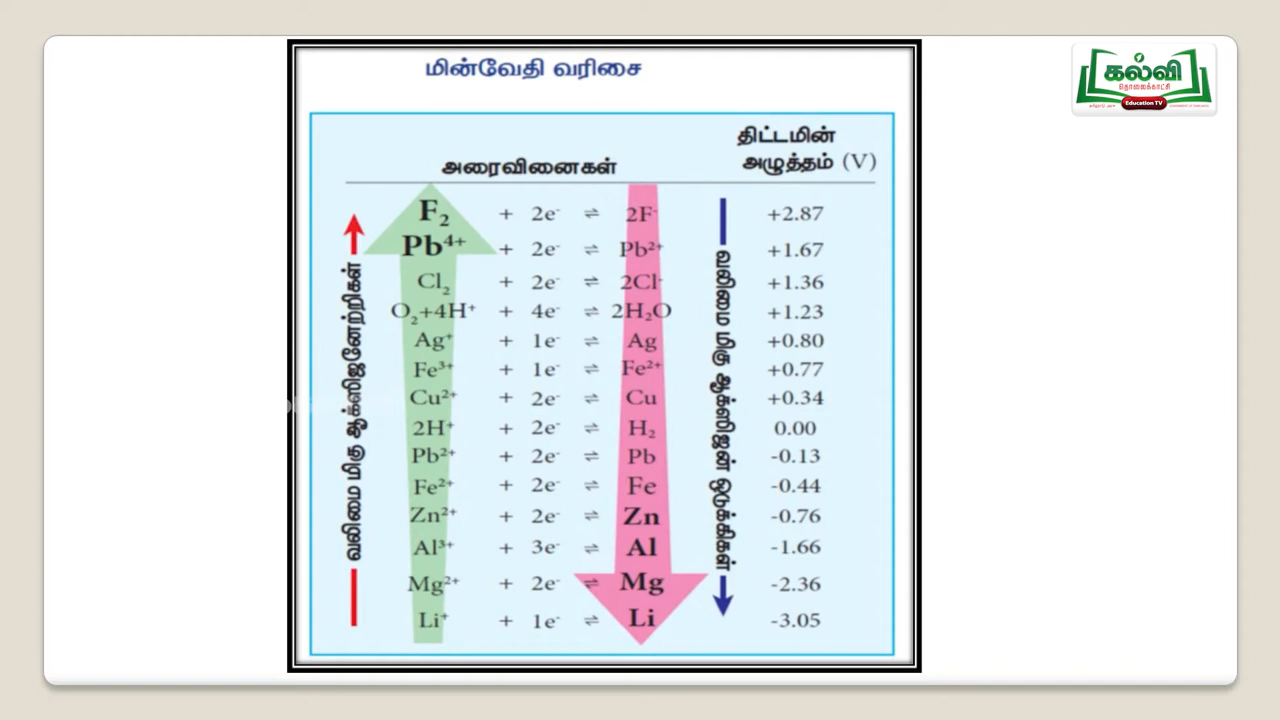 மின்வேதி வரிசை
கல்வி
தொலைக்காட்சி
Education TV
அரைவினைகள்
திட்டமின்
அழுத்தம் (V)
F₂ + 2e⁻ ⇌ 2F⁻ +2.87
Pb⁴⁺ + 2e⁻ ⇌ Pb²⁺ +1.67
Cl₂ + 2e⁻ ⇌ 2Cl⁻ +1.36
O₂+4H⁺ + 4e⁻ ⇌ 2H₂O +1.23
Ag⁺ + 1e⁻ ⇌ Ag +0.80
Fe³⁺ + 1e⁻ ⇌ Fe²⁺ +0.77
Cu²⁺ + 2e⁻ ⇌ Cu +0.34
2H⁺ + 2e⁻ ⇌ H₂ 0.00
Pb²⁺ + 2e⁻ ⇌ Pb -0.13
Fe²⁺ + 2e⁻ ⇌ Fe -0.44
Zn²⁺ + 2e⁻ ⇌ Zn -0.76
Al³⁺ + 3e⁻ ⇌ Al -1.66
Mg²⁺ + 2e⁻ ⇌ Mg -2.36
Li⁺ + 1e⁻ ⇌ Li -3.05
வலிமை மிகு ஆக்ஸிஜனேற்றிகள்
வலிமை மிகு ஆக்ஸிஜன் ஒடுக்கிகள்